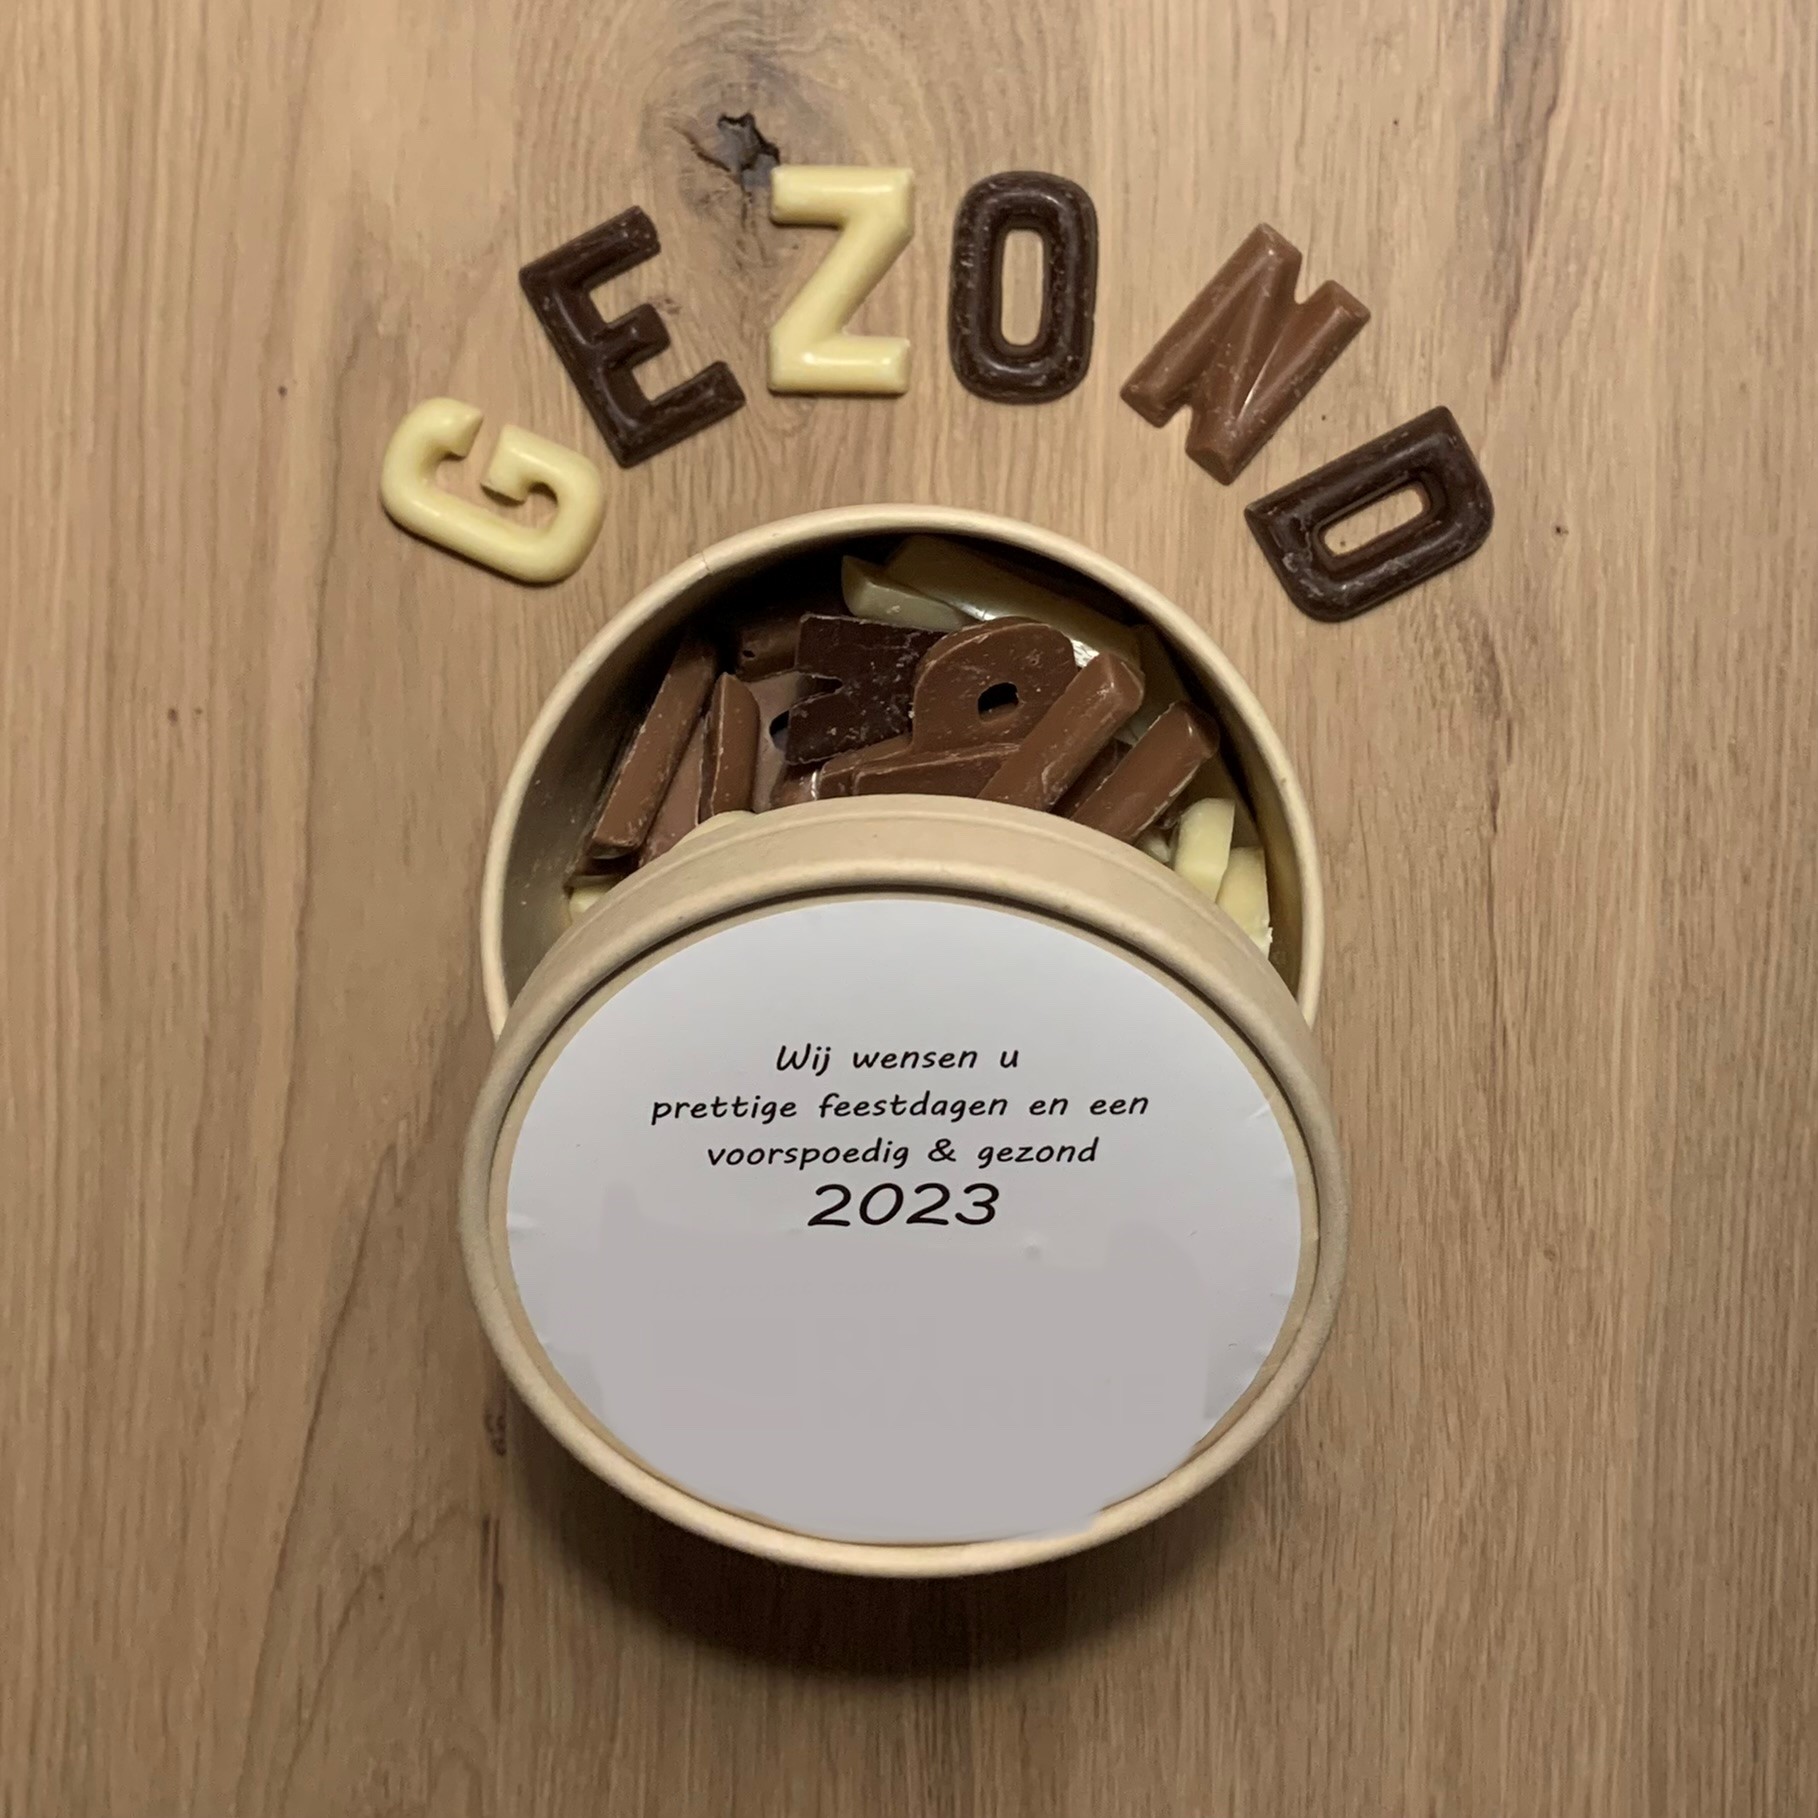 GEZOND
Wij wensen u
prettige feestdagen en een
voorspoedig & gezond
2023